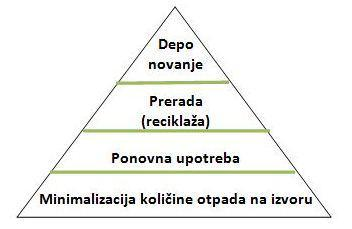 Depo
novanje
Prerada
(reciklaža)
Ponovna upotreba
Minimalizacija količine otpada na izvoru